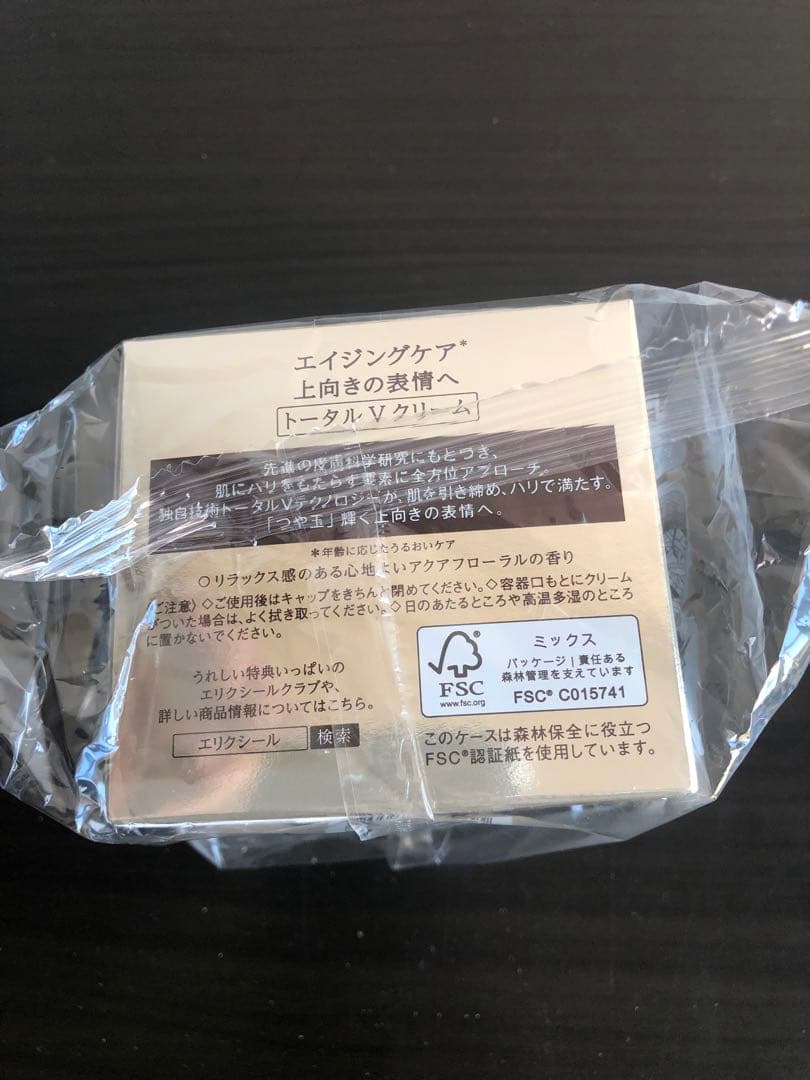 エイジングケア*
上向きの表情へ
トータル V クリーム
先進の皮膚科学研究にもとづき、
肌にハリをもたらす要素に全方位アプローチ。
独自技術トータルVテクノロジーが、肌を引き締め、ハリで満たす。
「つや玉」輝く上向きの表情へ。
*年齢に応じたうるおいケア
○リラックス感のある心地よいアクアフローラルの香り
〈ご注意〉◇ご使用後はキャップをきちんと閉めてください。◇容器口もとにクリーム
がついた場合は、よく拭き取ってください。◇日のあたるところや高温多湿のところ
に置かないでください。
うれしい特典いっぱいの
エリクシールクラブや、
詳しい商品情報についてはこちら。
エリクシール 検索
FSC
www.fsc.org
ミックス
パッケージ | 責任ある
森林管理を支えています
FSC® C015741
このケースは森林保全に役立つ
FSC®認証紙を使用しています。